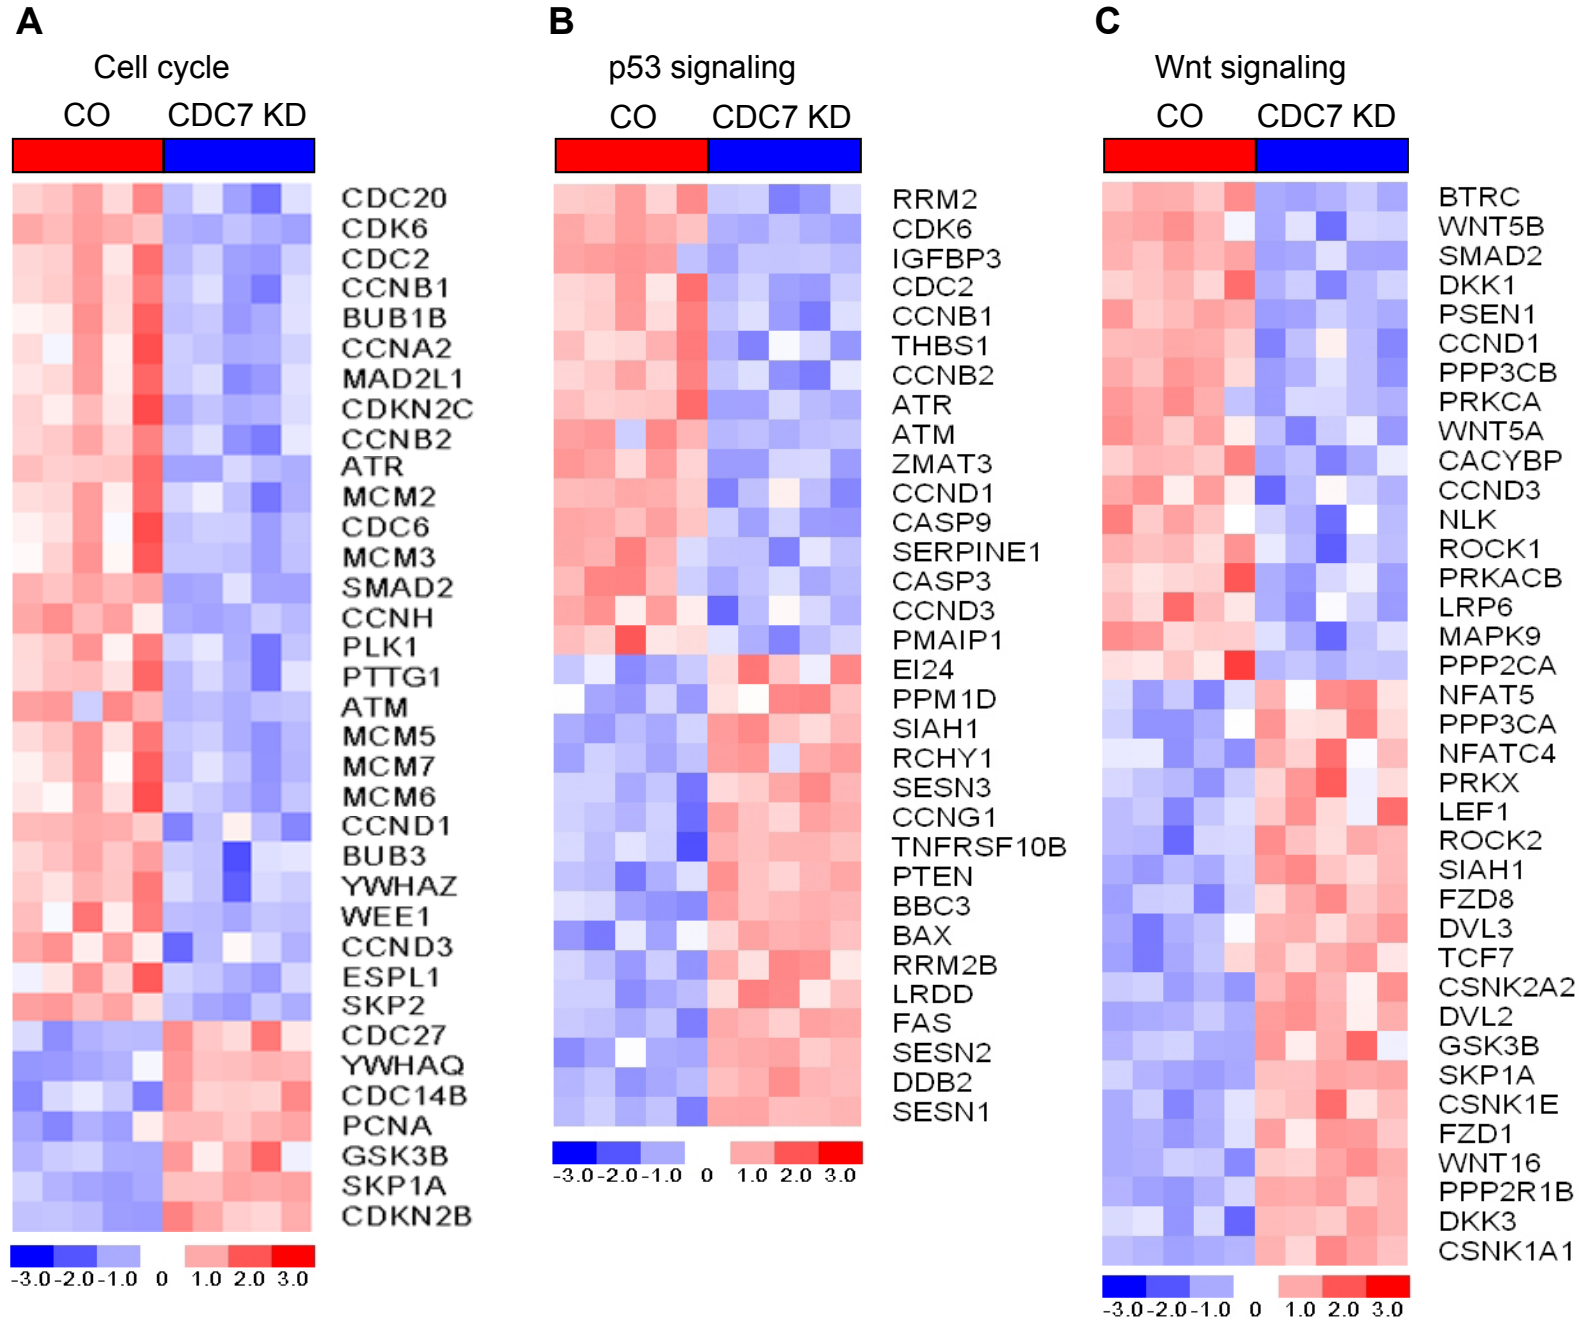 A
Cell cycle
CO CDC7 KD
CDC20
CDK6
CDC2
CCNB1
BUB1B
CCNA2
MAD2L1
CDKN2C
CCNB2
ATR
MCM2
CDC6
MCM3
SMAD2
CCNH
PLK1
PTTG1
ATM
MCM5
MCM7
MCM6
CCND1
BUB3
YWHAZ
WEE1
CCND3
ESPL1
SKP2
CDC27
YWHAQ
CDC14B
PCNA
GSK3B
SKP1A
CDKN2B
-3.0 -2.0 -1.0 0 1.0 2.0 3.0
B
p53 signaling
CO CDC7 KD
RRM2
CDK6
IGFBP3
CDC2
CCNB1
THBS1
CCNB2
ATR
ATM
ZMAT3
CCND1
CASP9
SERPINE1
CASP3
CCND3
PMAIP1
EI24
PPM1D
SIAH1
RCHY1
SESN3
CCNG1
TNFRSF10B
PTEN
BBC3
BAX
RRM2B
LRDD
FAS
SESN2
DDB2
SESN1
-3.0 -2.0 -1.0 0 1.0 2.0 3.0
C
Wnt signaling
CO CDC7 KD
BTRC
WNT5B
SMAD2
DKK1
PSEN1
CCND1
PPP3CB
PRKCA
WNT5A
CACYBP
CCND3
NLK
ROCK1
PRKACB
LRP6
MAPK9
PPP2CA
NFAT5
PPP3CA
NFATC4
PRKX
LEF1
ROCK2
SIAH1
FZD8
DVL3
TCF7
CSNK2A2
DVL2
GSK3B
SKP1A
CSNK1E
FZD1
WNT16
PPP2R1B
DKK3
CSNK1A1
-3.0 -2.0 -1.0 0 1.0 2.0 3.0